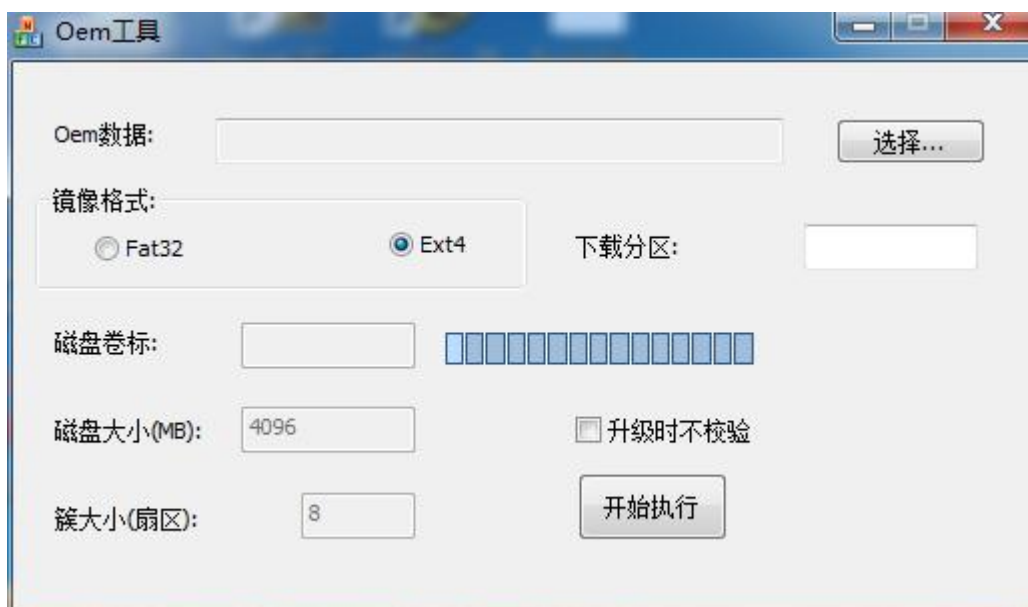 Oem工具
Oem数据:
选择...
镜像格式:
Fat32
Ext4
下载分区:
磁盘卷标:
磁盘大小(MB):
4096
升级时不校验
簇大小(扇区):
8
开始执行